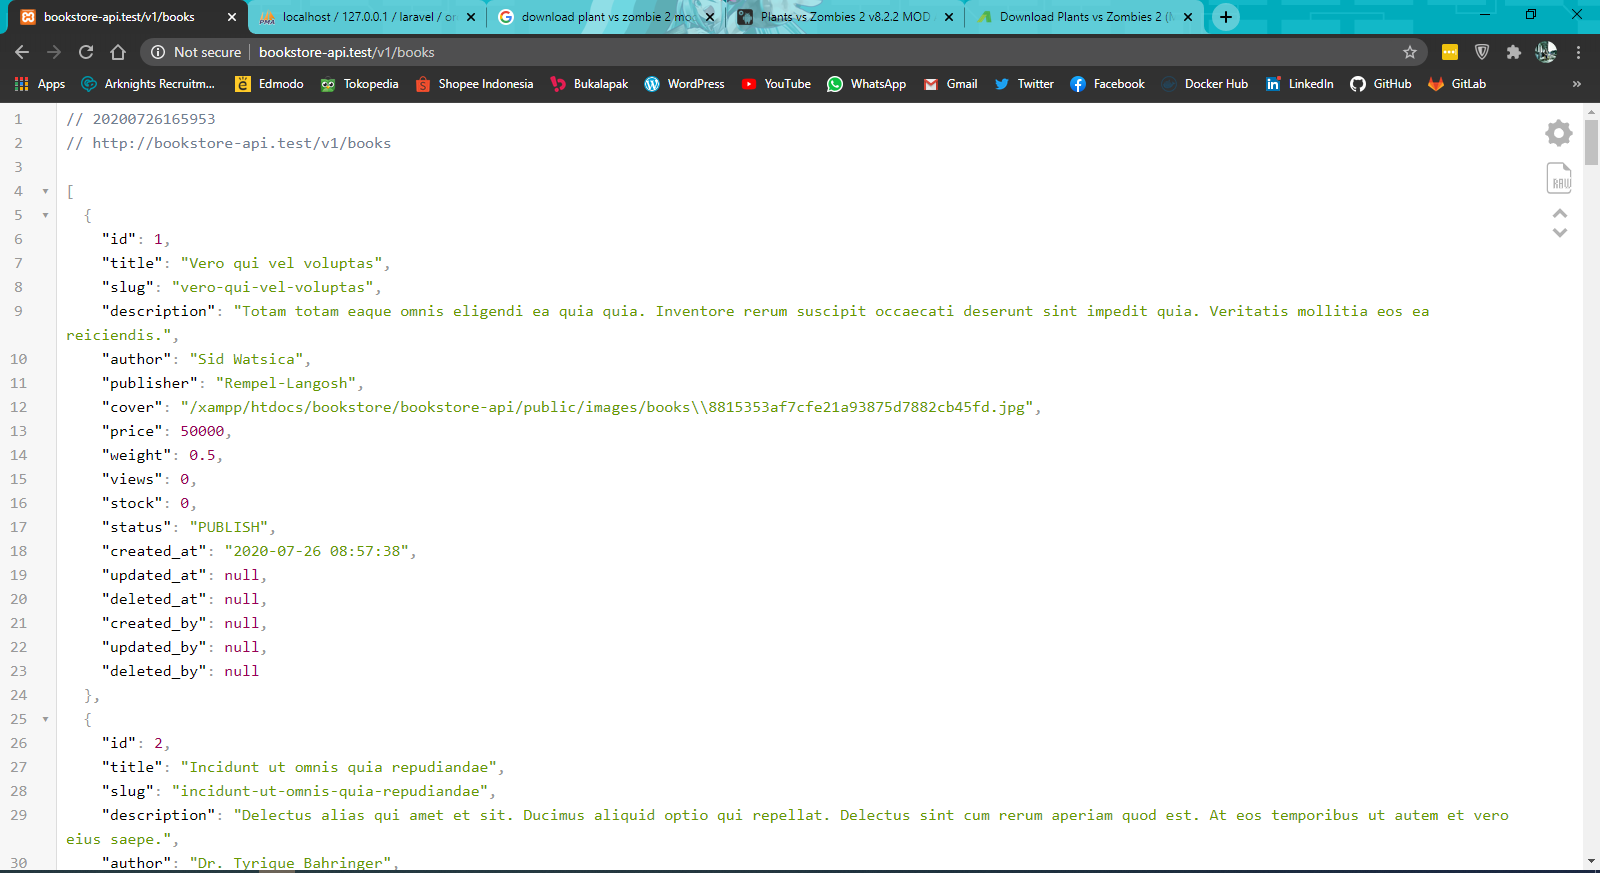 bookstore-api.test/v1/books
localhost / 127.0.0.1 / laravel / or
download plant vs zombie 2 mod
Plants vs Zombies 2 v8.2.2 MOD
Download Plants vs Zombies 2 (M
Not secure
bookstore-api.test/v1/books
Apps
Arknights Recruitm...
Edmodo
Tokopedia
Shopee Indonesia
Bukalapak
WordPress
YouTube
WhatsApp
Gmail
Twitter
Facebook
Docker Hub
LinkedIn
GitHub
GitLab
»
1 // 20200726165953
2 // http://bookstore-api.test/v1/books
3
4 [
5 {
6 "id": 1,
7 "title": "Vero qui vel voluptas",
8 "slug": "vero-qui-vel-voluptas",
9 "description": "Totam totam eaque omnis eligendi ea quia quia. Inventore rerum suscipit occaecati deserunt sint impedit quia. Veritatis mollitia eos ea
reiciendis.",
10 "author": "Sid Watsica",
11 "publisher": "Rempel-Langosh",
12 "cover": "/xampp/htdocs/bookstore/bookstore-api/public/images/books\\8815353af7cfe21a93875d7882cb45fd.jpg",
13 "price": 50000,
14 "weight": 0.5,
15 "views": 0,
16 "stock": 0,
17 "status": "PUBLISH",
18 "created_at": "2020-07-26 08:57:38",
19 "updated_at": null,
20 "deleted_at": null,
21 "created_by": null,
22 "updated_by": null,
23 "deleted_by": null
24 },
25 {
26 "id": 2,
27 "title": "Incidunt ut omnis quia repudiandae",
28 "slug": "incidunt-ut-omnis-quia-repudiandae",
29 "description": "Delectus alias qui amet et sit. Ducimus aliquid optio qui repellat. Delectus sint cum rerum aperiam quod est. At eos temporibus ut autem et vero
eius saepe.",
30 "author": "Dr. Tyrique Bahringer",
RAW